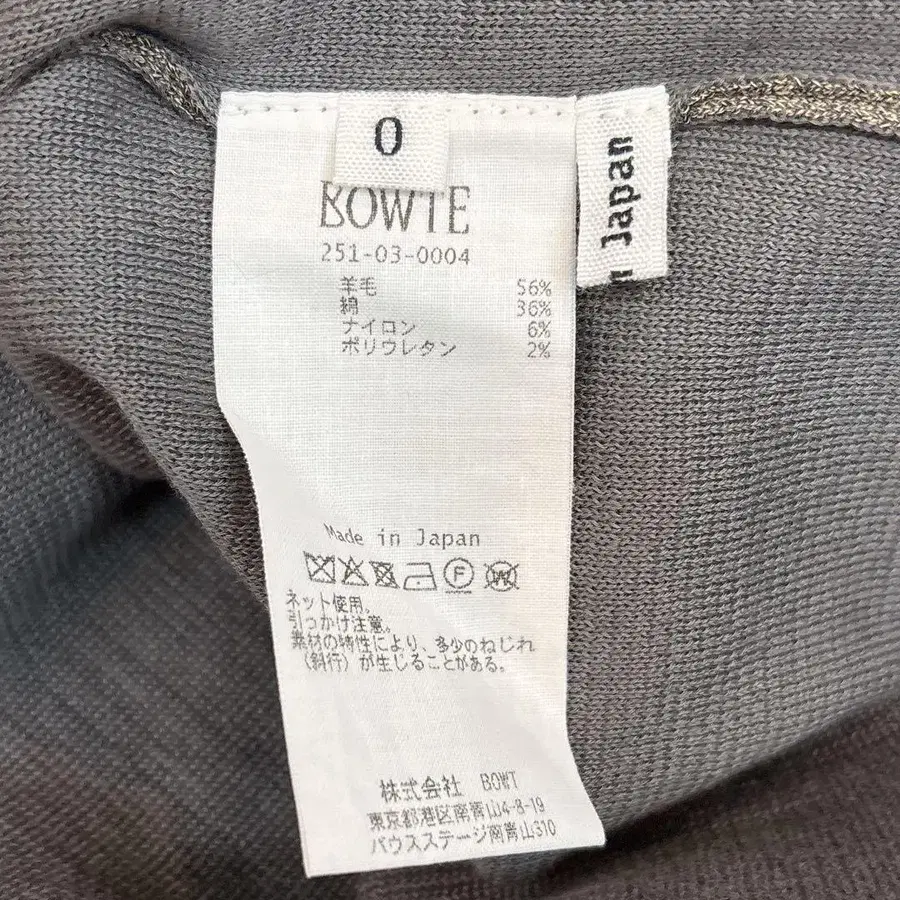 0
BOWTE
251-03-0004
羊毛 56%
綿 36%
ナイロン 6%
ポリウレタン 2%
Japan
Made in Japan
F W
ネット使用。
引っかけ注意。
素材の特性により、多少のねじれ
(斜行)が生じることがある。
株式会社 BOWT
東京都港区南青山4-8-19
バウスステージ南青山310